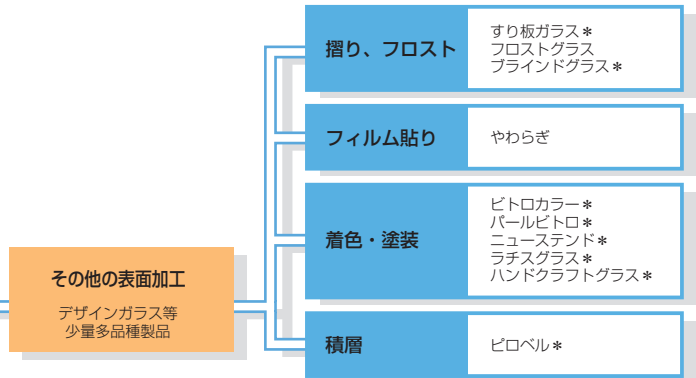 その他の表面加工
デザインガラス等
少量多品種製品
摺り、フロスト
すり板ガラス＊
フロストグラス
ブラインドグラス＊
フィルム貼り
やわらぎ
着色・塗装
ビトロカラー＊
パールビトロ＊
ニューステンド＊
ラチスグラス＊
ハンドクラフトグラス＊
積層
ピロベル＊